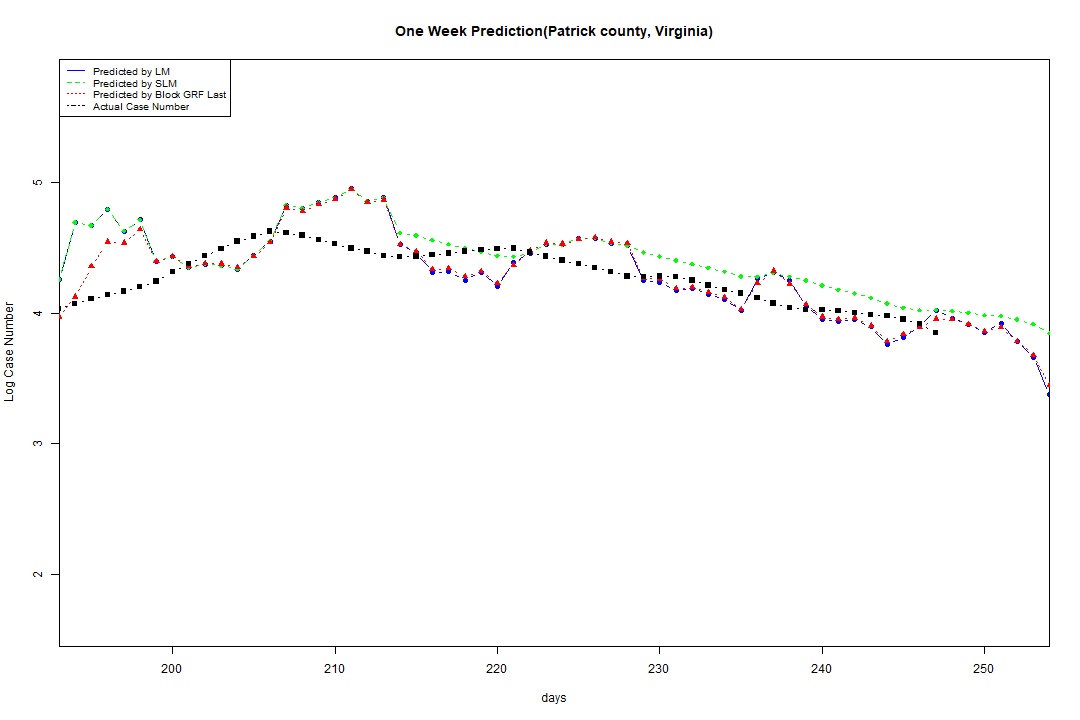 One Week Prediction(Patrick county, Virginia)
Predicted by LM
Predicted by SLM
Predicted by Block GRF Last
Actual Case Number
5
4
3
2
Log Case Number
200 210 220 230 240 250
days